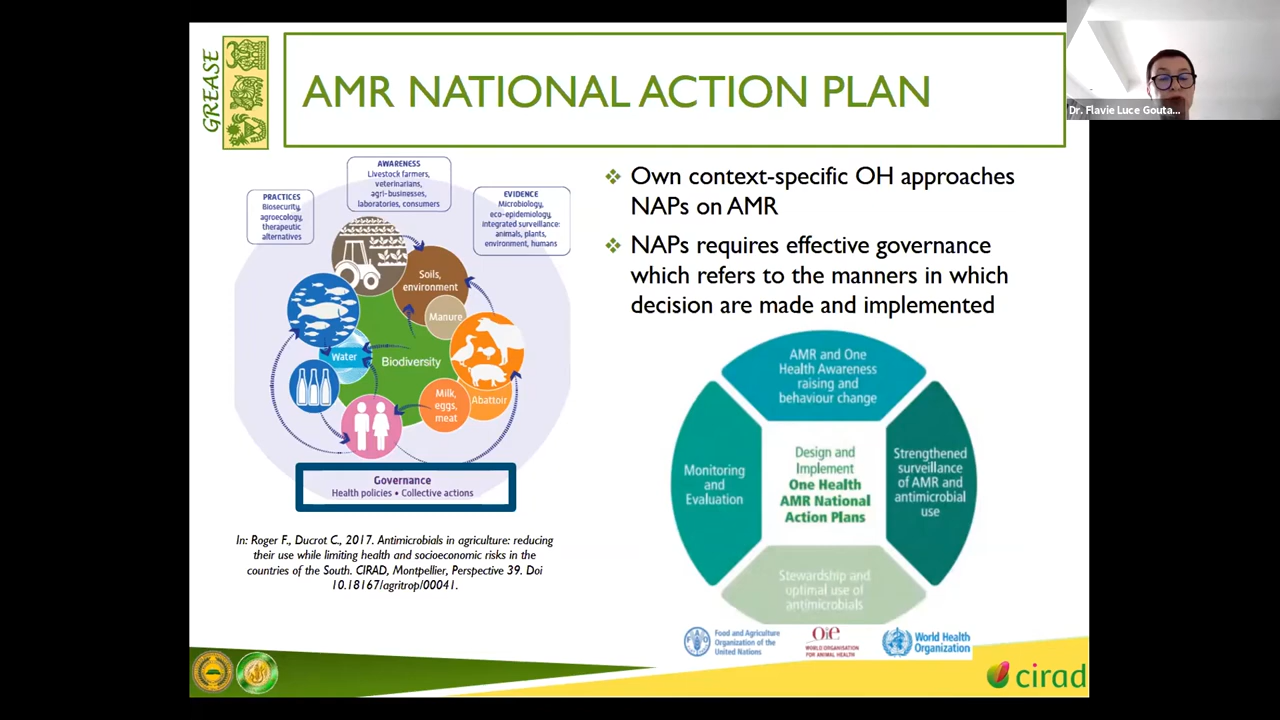 GREASE
AMR NATIONAL ACTION PLAN
Dr. Flavie Luce Gouta...
AWARENESS
Livestock farmers,
veterinarians,
agri-businesses,
laboratories, consumers
PRACTICES
Biosecurity,
agroecology,
therapeutic
alternatives
EVIDENCE
Microbiology,
eco-epidemiology,
integrated surveillance:
animals, plants,
environment, humans
Soils,
environment
Manure
Water
Biodiversity
Milk,
eggs,
meat
Abattoir
Governance
Health policies • Collective actions
In: Roger F., Ducrot C., 2017. Antimicrobials in agriculture: reducing
their use while limiting health and socioeconomic risks in the
countries of the South. CIRAD, Montpellier, Perspective 39. Doi
10.18167/agritrop/00041.
Own context-specific OH approaches
NAPs on AMR
NAPs requires effective governance
which refers to the manners in which
decision are made and implemented
AMR and One
Health Awareness
raising and
behaviour change
Monitoring
and
Evaluation
Design and
Implement
One Health
AMR National
Action Plans
Strengthened
surveillance
of AMR and
antimicrobial
use
Stewardship and
optimal use of
antimicrobials
Food and Agriculture
Organization of the
United Nations
Oie
WORLD ORGANISATION
FOR ANIMAL HEALTH
World Health
Organization
cirad